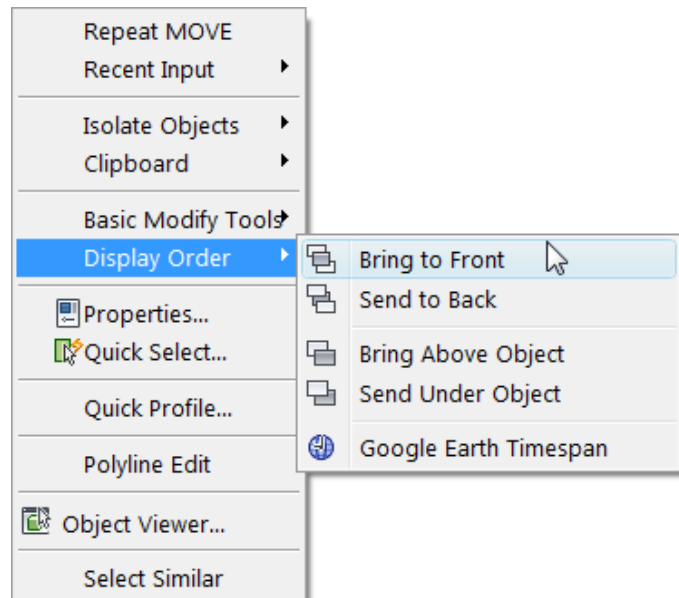 Repeat MOVE
Recent Input
Isolate Objects
Clipboard
Basic Modify Tools
Display Order
Properties...
Quick Select...
Quick Profile...
Polyline Edit
Object Viewer...
Select Similar
Bring to Front
Send to Back
Bring Above Object
Send Under Object
Google Earth Timespan